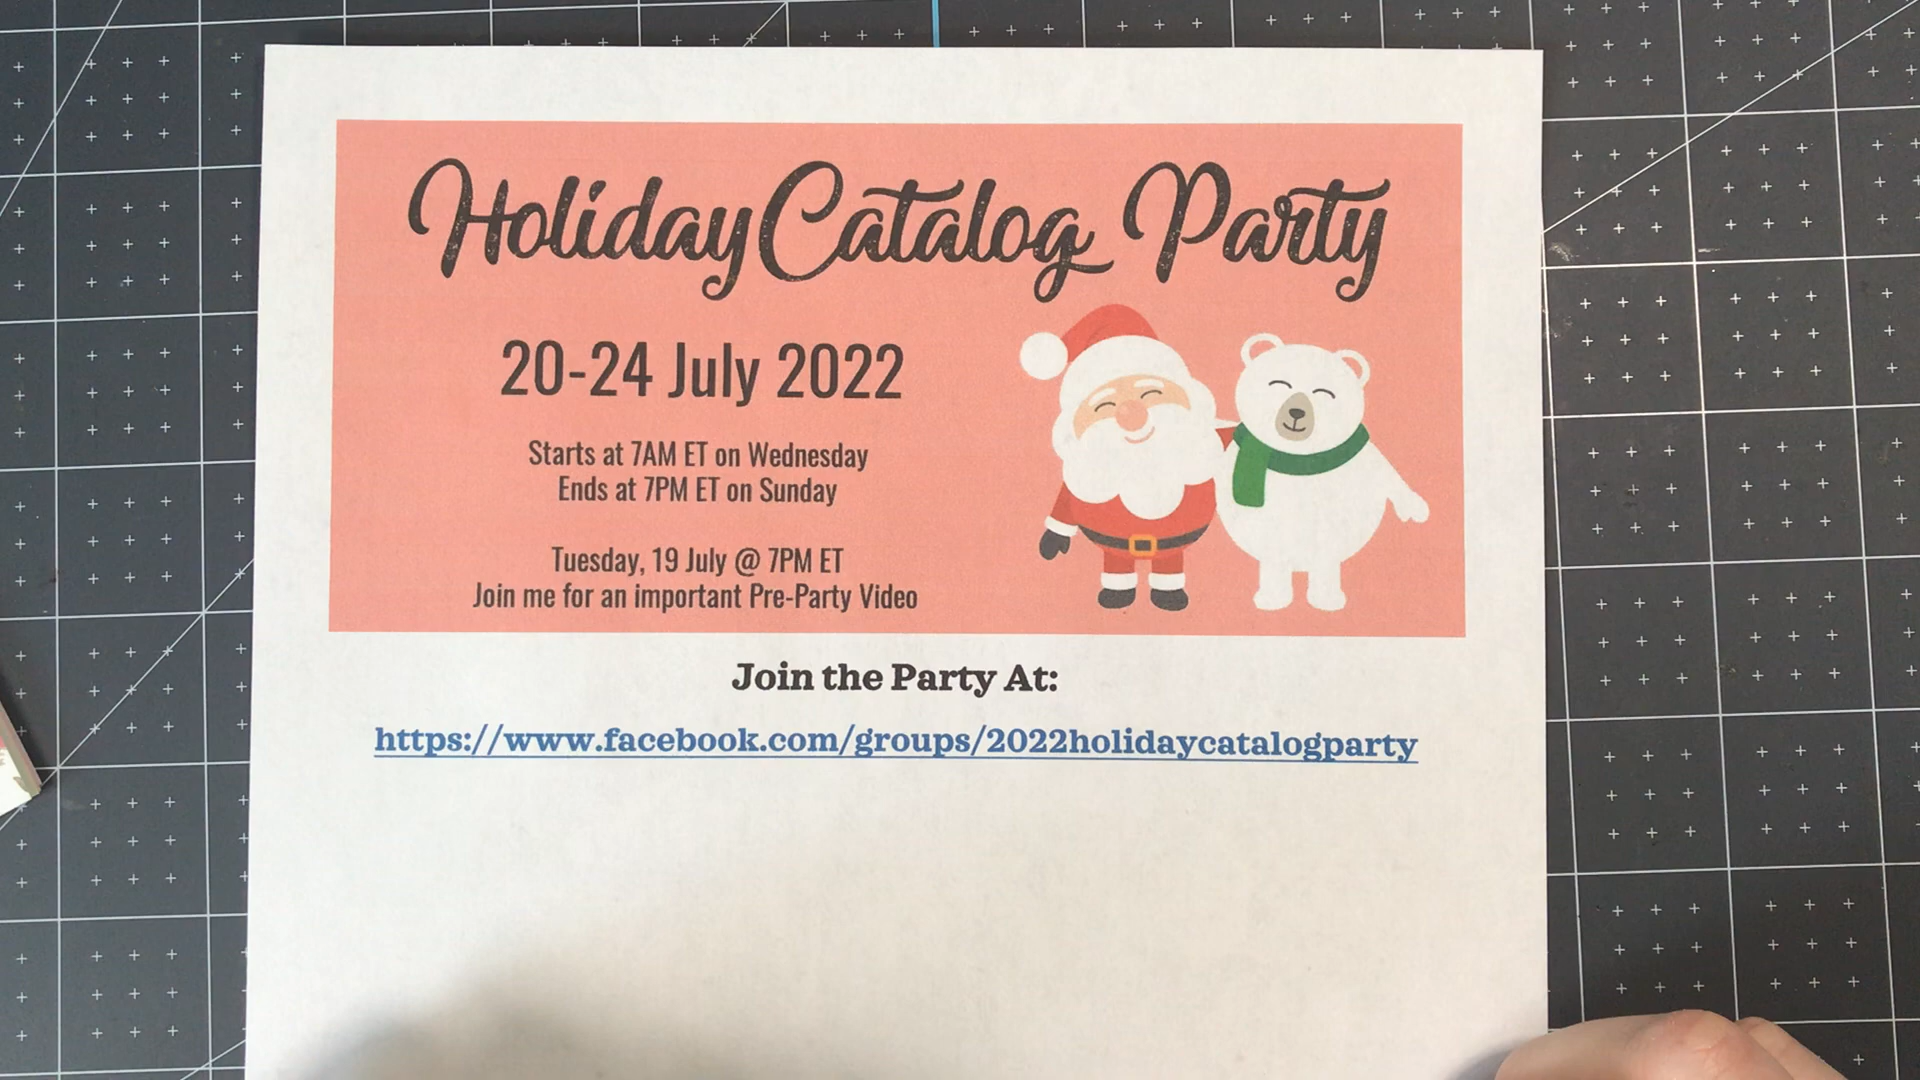 Holiday Catalog Party
20-24 July 2022
Starts at 7AM ET on Wednesday
Ends at 7PM ET on Sunday
Tuesday, 19 July @ 7PM ET
Join me for an important Pre-Party Video
Join the Party At:
https://www.facebook.com/groups/2022holidaycatalogparty